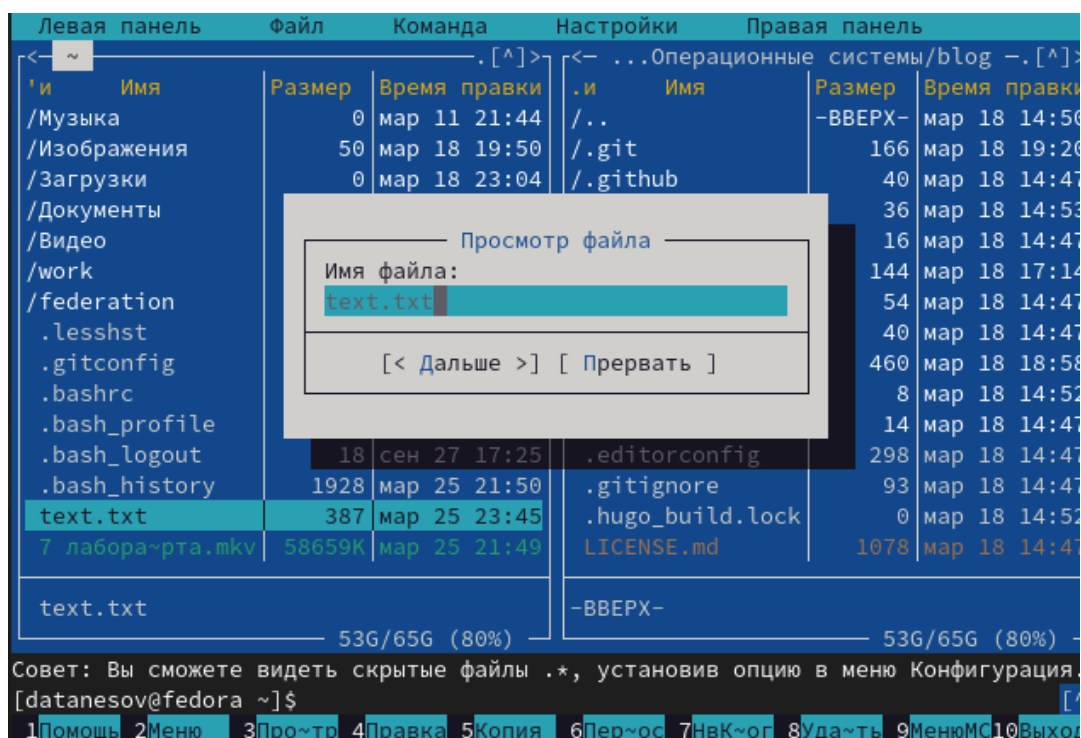 Левая панель Файл Команда Настройки Правая панель
<— ~ .[^]> <— ...Операционные системы/blog —.[^]>
'и Имя Размер Время правки .и Имя Размер Время правки
/Музыка 0 мар 11 21:44 /.. -ВВЕРХ- мар 18 14:50
/Изображения 50 мар 18 19:50 /.git 166 мар 18 19:20
/Загрузки 0 мар 18 23:04 /.github 40 мар 18 14:47
/Документы 36 мар 18 14:53
/Видео Просмотр файла 16 мар 18 14:47
/work Имя файла: 144 мар 18 17:14
/federation text.txt 54 мар 18 14:47
.lesshst 40 мар 18 14:47
.gitconfig [< Дальше >] [ Прервать ] 460 мар 18 18:58
.bashrc 8 мар 18 14:52
.bash_profile 14 мар 18 14:47
.bash_logout 18 сен 27 17:25 .editorconfig 298 мар 18 14:47
.bash_history 1928 мар 25 21:50 .gitignore 93 мар 18 14:47
text.txt 387 мар 25 23:45 .hugo_build.lock 0 мар 18 14:52
7 лабора~рта.mkv 58659K мар 25 21:49 LICENSE.md 1078 мар 18 14:47
text.txt -ВВЕРХ-
53G/65G (80%) 53G/65G (80%)
Совет: Вы сможете видеть скрытые файлы .*, установив опцию в меню Конфигурация.
[datanesov@fedora ~]$ [^
1Помощь 2Меню 3Про~тр 4Правка 5Копия 6Пер~ос 7НвК~ог 8Уда~ть 9МенюMC 10Выход